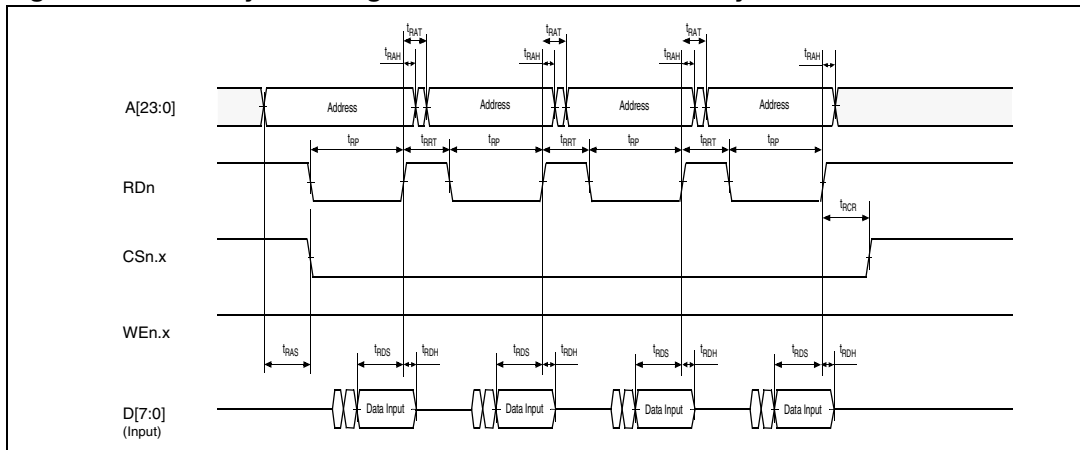 tRAT tRAT tRAT
tRAH tRAH tRAH tRAH
A[23:0] Address Address Address Address
tRP tRRT tRP tRRT tRP tRRT tRP
RDn
tRCR
CSn.x
WEn.x
tRAS tRDS tRDH tRDS tRDH tRDS tRDH tRDS tRDH
D[7:0] Data Input Data Input Data Input Data Input
(Input)